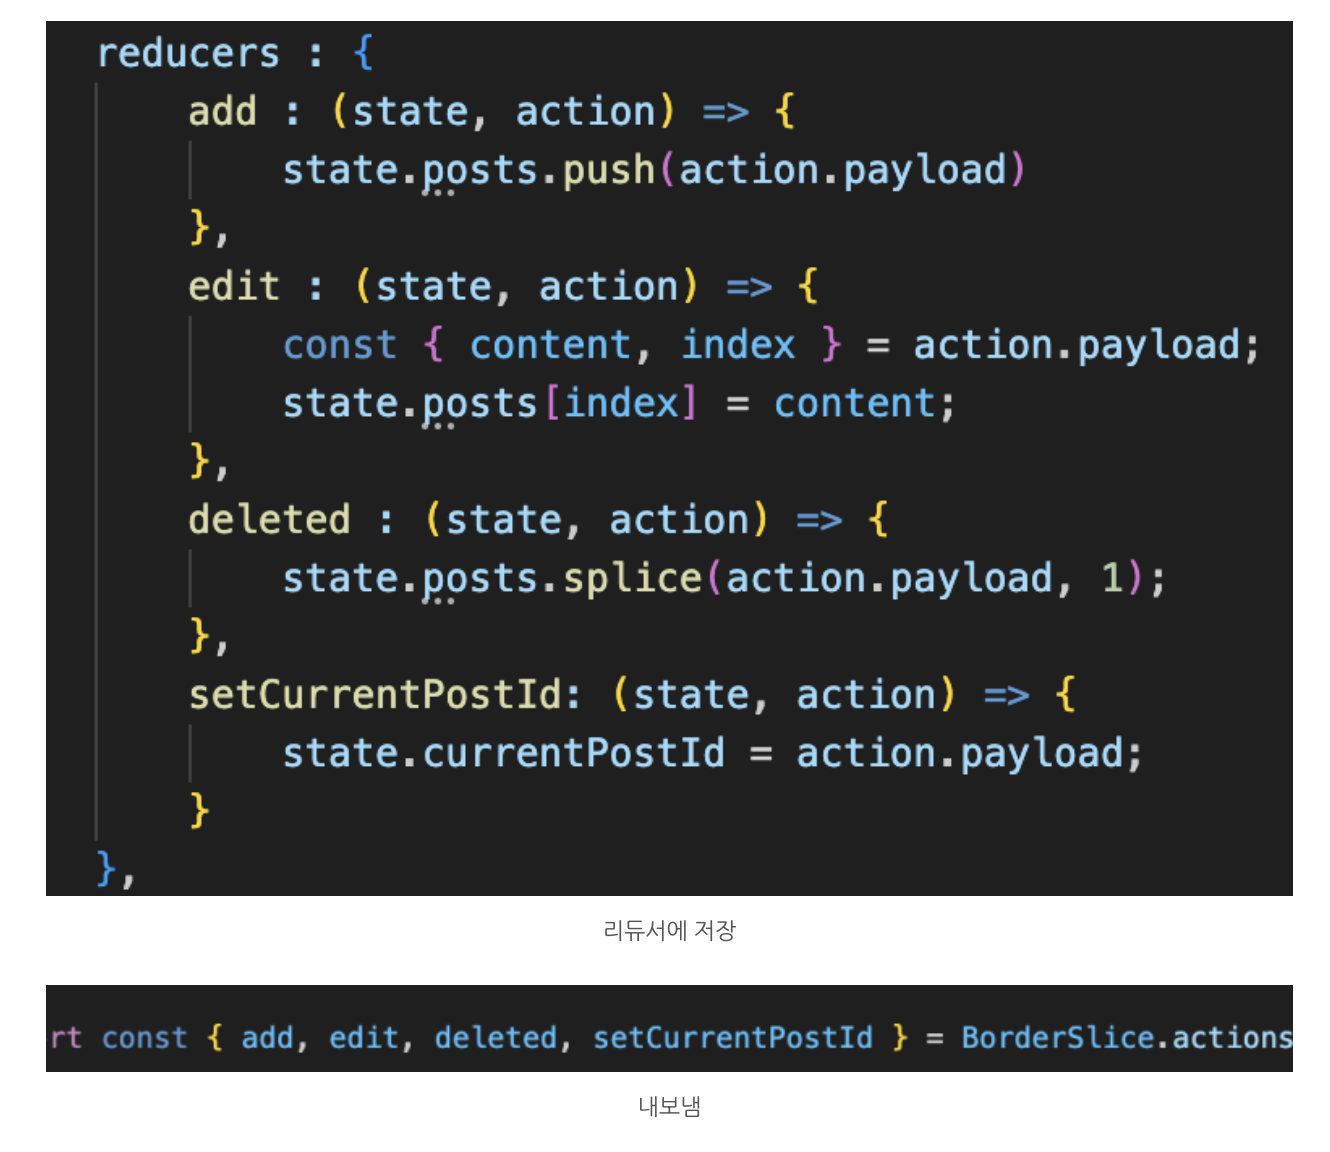 reducers : {
add : (state, action) => {
state.posts.push(action.payload)
},
edit : (state, action) => {
const { content, index } = action.payload;
state.posts[index] = content;
},
deleted : (state, action) => {
state.posts.splice(action.payload, 1);
},
setCurrentPostId: (state, action) => {
state.currentPostId = action.payload;
}
},
리듀서에 저장
rt const { add, edit, deleted, setCurrentPostId } = BorderSlice.actions
내보냄